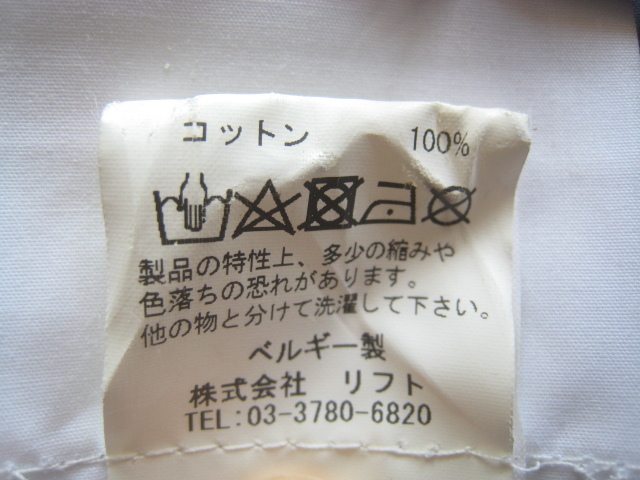 コットン 100%
製品の特性上、多少の縮みや
色落ちの恐れがあります。
他の物と分けて洗濯して下さい。
ベルギー製
株式会社 リフト
TEL:03-3780-6820